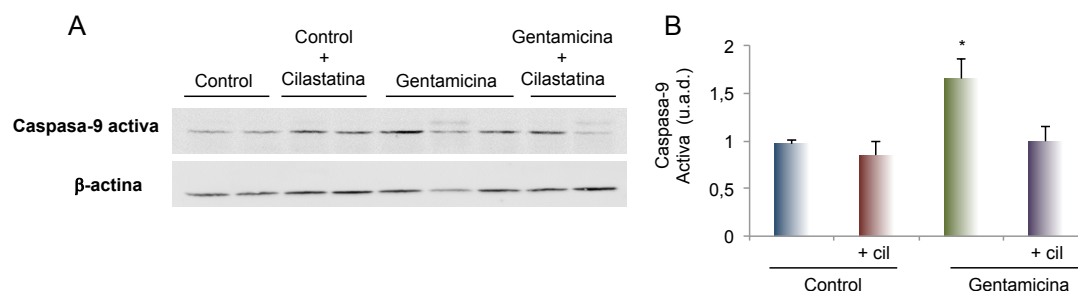 A
Control
Control
+
Cilastatina
Gentamicina
Gentamicina
+
Cilastatina
Caspasa-9 activa
β-actina
B
Caspasa-9
Activa (u.a.d.)
2
1,5
1
0,5
0
*
+ cil
+ cil
Control
Gentamicina